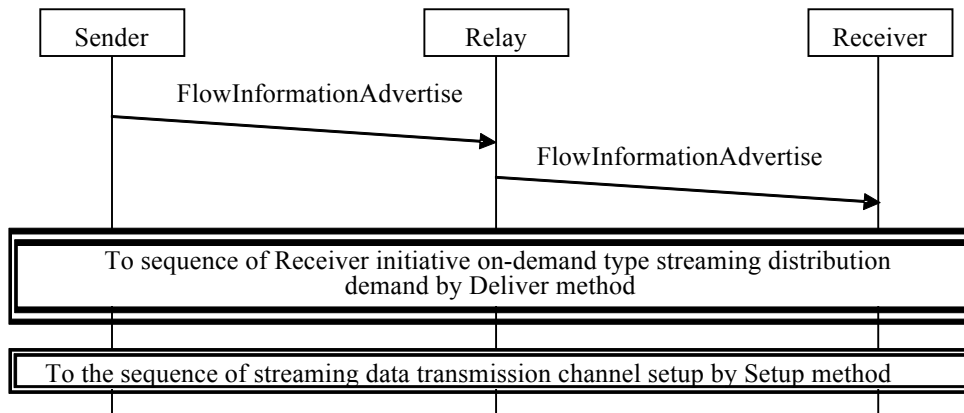 Sender
Relay
Receiver
FlowInformationAdvertise
FlowInformationAdvertise
To sequence of Receiver initiative on-demand type streaming distribution
demand by Deliver method
To the sequence of streaming data transmission channel setup by Setup method